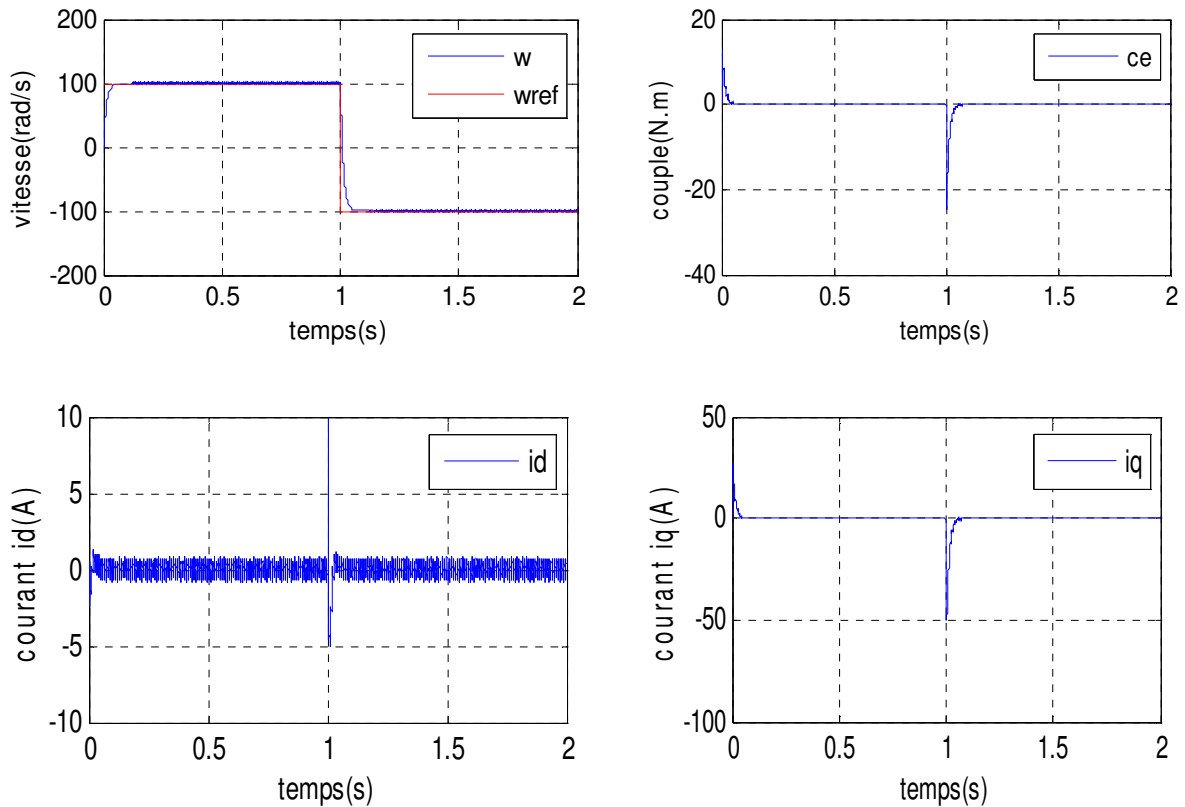 200
100
0
-100
-200
vitesse(rad/s)
w
wref
0
0.5
1
1.5
2
temps(s)
20
0
-20
-40
couple(N.m)
ce
0
0.5
1
1.5
2
temps(s)
10
5
0
-5
-10
courant id(A)
id
0
0.5
1
1.5
2
temps(s)
50
0
-50
-100
courant iq(A)
iq
0
0.5
1
1.5
2
temps(s)